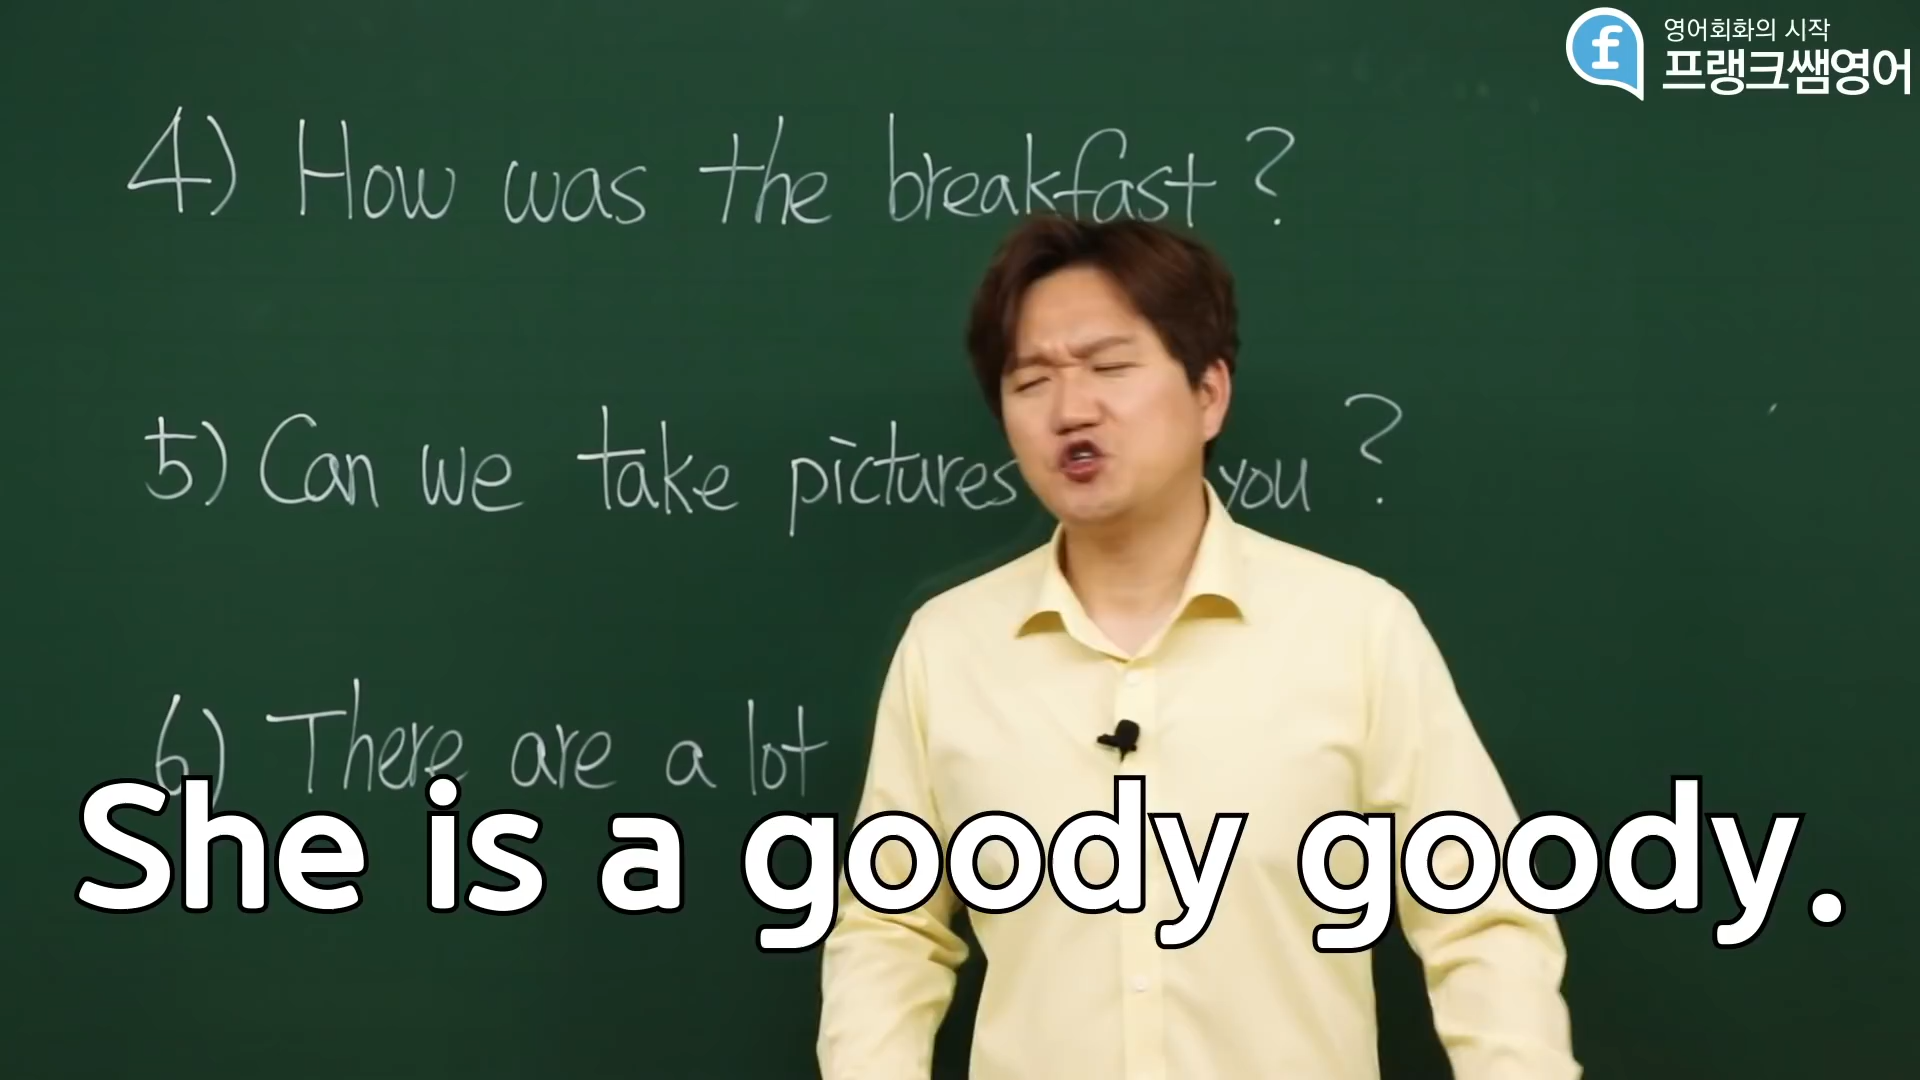 영어회화의 시작
프랭크쌤영어
4) How was the breakfast?
5) Can we take pictures you?
6) There are a lot
She is a goody goody.